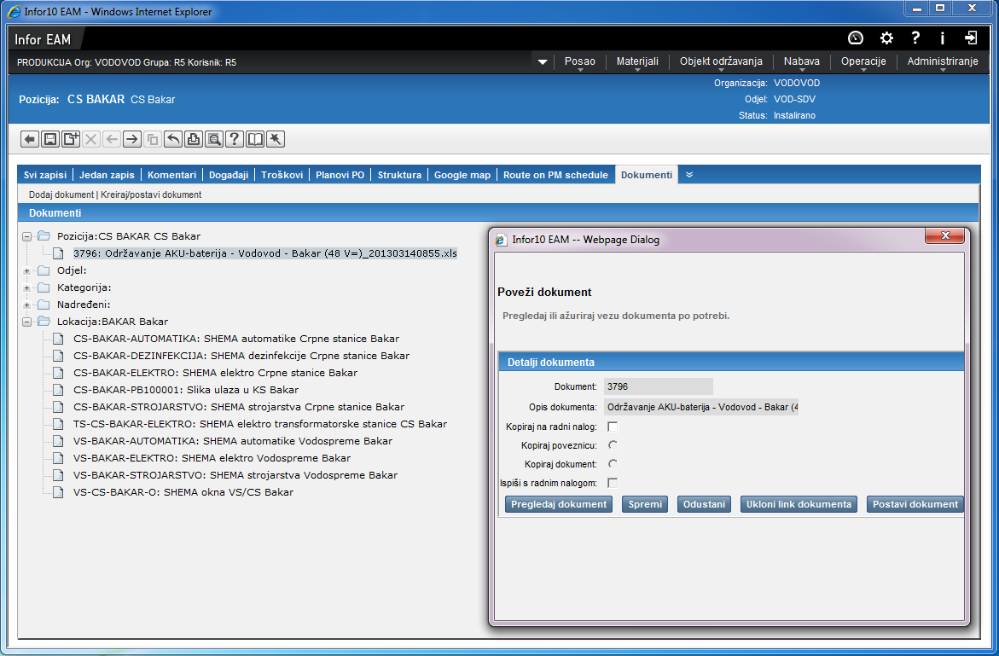 Infor10 EAM - Windows Internet Explorer
Infor EAM
? i
PRODUKCIJA Org: VODOVOD Grupa: R5 Korisnik: R5
Posao Materijali Objekt održavanja Nabava Operacije Administriranje
Organizacija: VODOVOD
Pozicija: CS BAKAR CS Bakar
Odjel: VOD-SDV
Status: Instalirano
?
Svi zapisi Jedan zapis Komentari Događaji Troškovi Planovi PO Struktura Google map Route on PM schedule Dokumenti
Dodaj dokument | Kreiraj/postavi dokument
Dokumenti
Pozicija:CS BAKAR CS Bakar
3796: Održavanje AKU-baterija - Vodovod - Bakar (48 V=)_201303140855.xls
Odjel:
Kategorija:
Nadređeni:
Lokacija:BAKAR Bakar
CS-BAKAR-AUTOMATIKA: SHEMA automatike Crpne stanice Bakar
CS-BAKAR-DEZINFEKCIJA: SHEMA dezinfekcije Crpne stanice Bakar
CS-BAKAR-ELEKTRO: SHEMA elektro Crpne stanice Bakar
CS-BAKAR-PB100001: Slika ulaza u KS Bakar
CS-BAKAR-STROJARSTVO: SHEMA strojarstva Crpne stanice Bakar
TS-CS-BAKAR-ELEKTRO: SHEMA elektro transformatorske stanice CS Bakar
VS-BAKAR-AUTOMATIKA: SHEMA automatike Vodospreme Bakar
VS-BAKAR-ELEKTRO: SHEMA elektro Vodospreme Bakar
VS-BAKAR-STROJARSTVO: SHEMA strojarstva Vodospreme Bakar
VS-CS-BAKAR-O: SHEMA okna VS/CS Bakar
Infor10 EAM -- Webpage Dialog
Poveži dokument
Pregledaj ili ažuriraj vezu dokumenta po potrebi.
Detalji dokumenta
Dokument: 3796
Opis dokumenta: Održavanje AKU-baterija - Vodovod - Bakar (4
Kopiraj na radni nalog:
Kopiraj poveznicu:
Kopiraj dokument:
Ispiši s radnim nalogom:
Pregledaj dokument Spremi Odustani Ukloni link dokumenta Postavi dokument